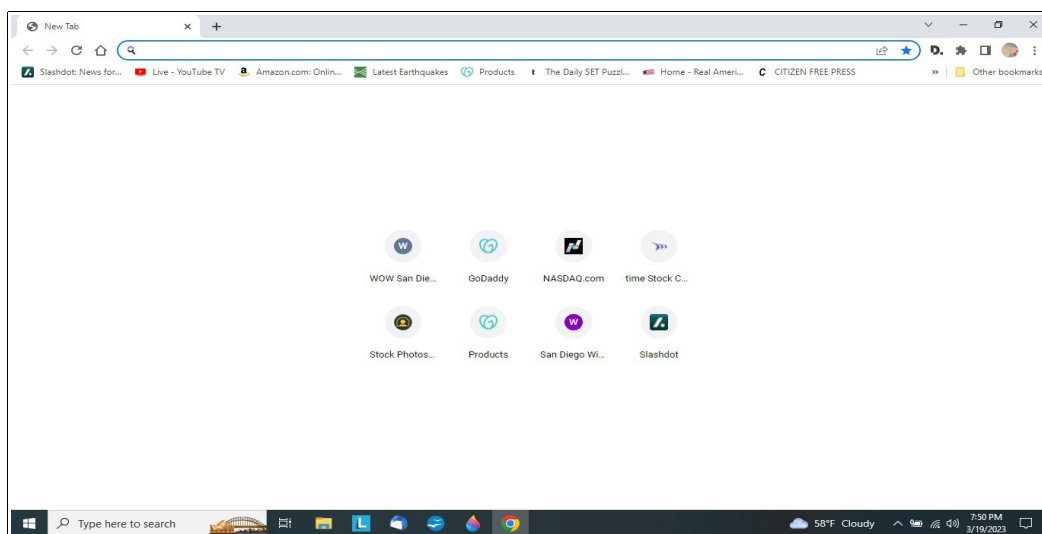 New Tab
Slashdot: News for... Live - YouTube TV a Amazon.com: Onlin... Latest Earthquakes Products t The Daily SET Puzzl... Home - Real Ameri... C CITIZEN FREE PRESS » Other bookmarks
D.
W
WOW San Die... GoDaddy NASDAQ.com time Stock C...
W
Stock Photos... Products San Diego Wi... Slashdot
Type here to search L 58°F Cloudy 7:50 PM
3/19/2023